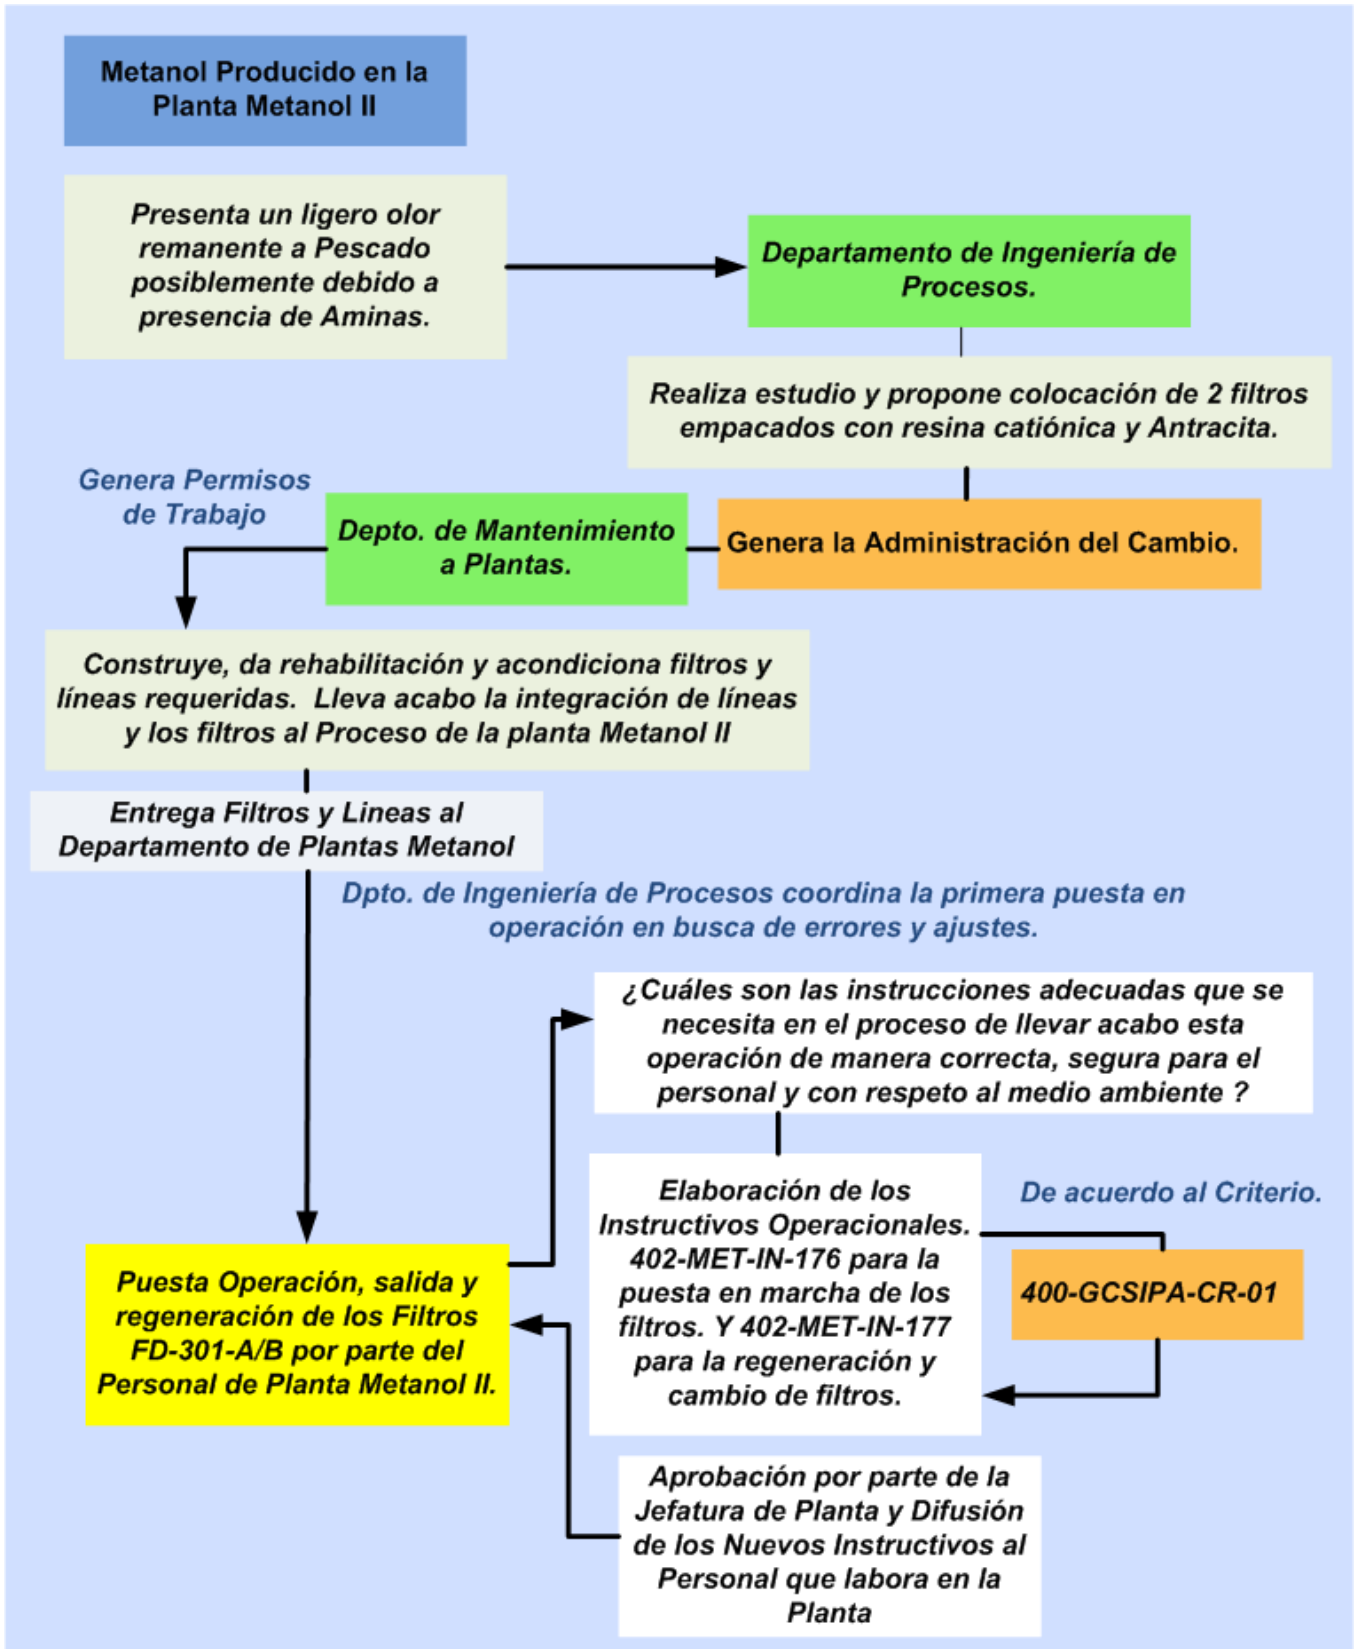 Metanol Producido en la
Planta Metanol II
Presenta un ligero olor
remanente a Pescado
posiblemente debido a
presencia de Aminas.
Departamento de Ingeniería de
Procesos.
Realiza estudio y propone colocación de 2 filtros
empacados con resina catiónica y Antracita.
Genera Permisos
de Trabajo
Depto. de Mantenimiento
a Plantas.
Genera la Administración del Cambio.
Construye, da rehabilitación y acondiciona filtros y
líneas requeridas.  Lleva acabo la integración de líneas
y los filtros al Proceso de la planta Metanol II
Entrega Filtros y Lineas al
Departamento de Plantas Metanol
Dpto. de Ingeniería de Procesos coordina la primera puesta en
operación en busca de errores y ajustes.
¿Cuáles son las instrucciones adecuadas que se
necesita en el proceso de llevar acabo esta
operación de manera correcta, segura para el
personal y con respeto al medio ambiente ?
Elaboración de los
Instructivos Operacionales.
402-MET-IN-176 para la
puesta en marcha de los
filtros. Y 402-MET-IN-177
para la regeneración y
cambio de filtros.
De acuerdo al Criterio.
400-GCSIPA-CR-01
Puesta Operación, salida y
regeneración de los Filtros
FD-301-A/B por parte del
Personal de Planta Metanol II.
Aprobación por parte de la
Jefatura de Planta y Difusión
de los Nuevos Instructivos al
Personal que labora en la
Planta